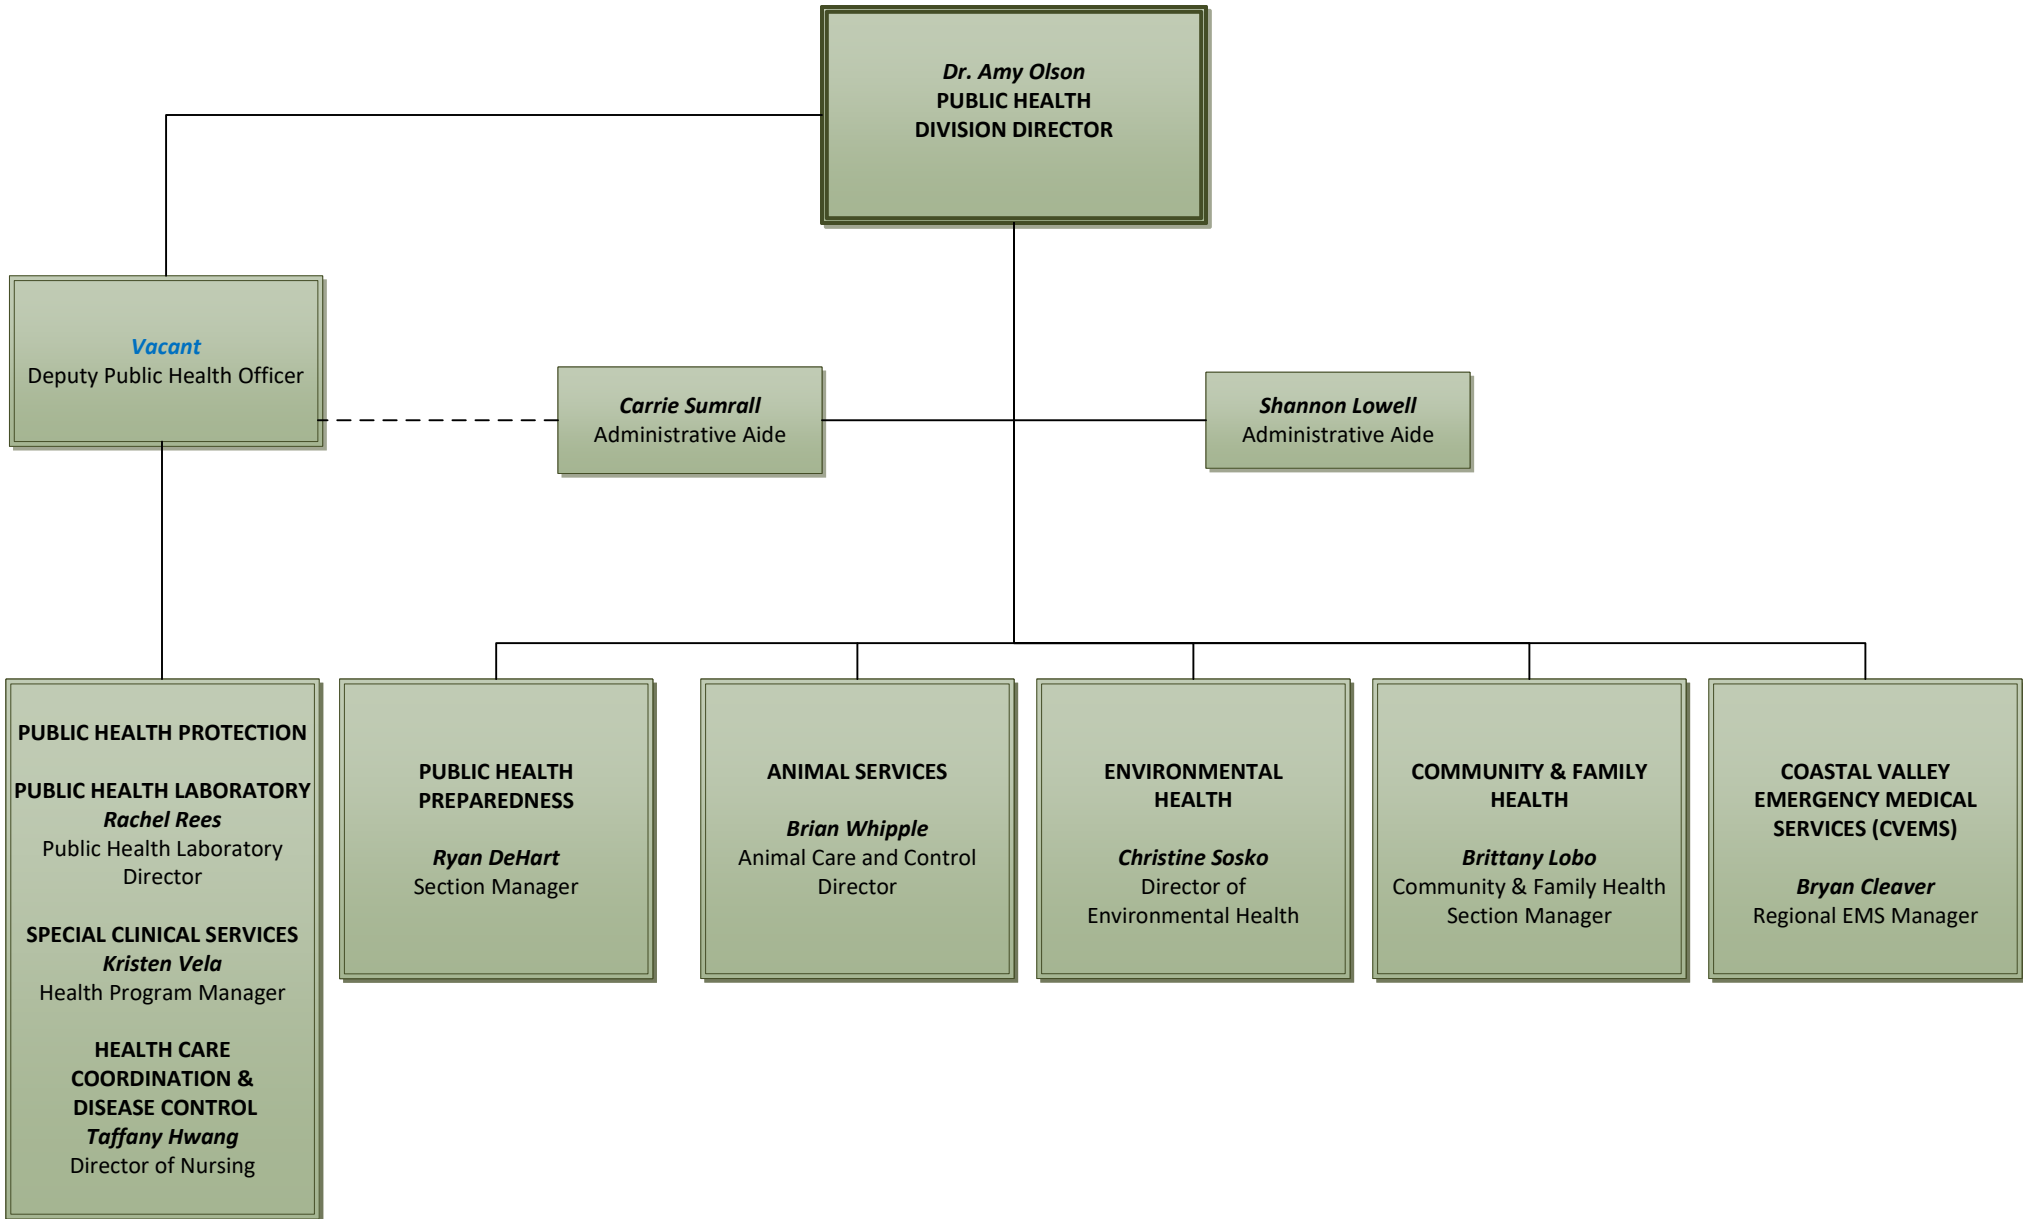 Dr. Amy Olson
PUBLIC HEALTH
DIVISION DIRECTOR
Vacant
Deputy Public Health Officer
Carrie Sumrall
Administrative Aide
Shannon Lowell
Administrative Aide
PUBLIC HEALTH PROTECTION
PUBLIC HEALTH LABORATORY
Rachel Rees
Public Health Laboratory
Director
SPECIAL CLINICAL SERVICES
Kristen Vela
Health Program Manager
HEALTH CARE
COORDINATION &
DISEASE CONTROL
Taffany Hwang
Director of Nursing
PUBLIC HEALTH
PREPAREDNESS
Ryan DeHart
Section Manager
ANIMAL SERVICES
Brian Whipple
Animal Care and Control
Director
ENVIRONMENTAL
HEALTH
Christine Sosko
Director of
Environmental Health
COMMUNITY & FAMILY
HEALTH
Brittany Lobo
Community & Family Health
Section Manager
COASTAL VALLEY
EMERGENCY MEDICAL
SERVICES (CVEMS)
Bryan Cleaver
Regional EMS Manager